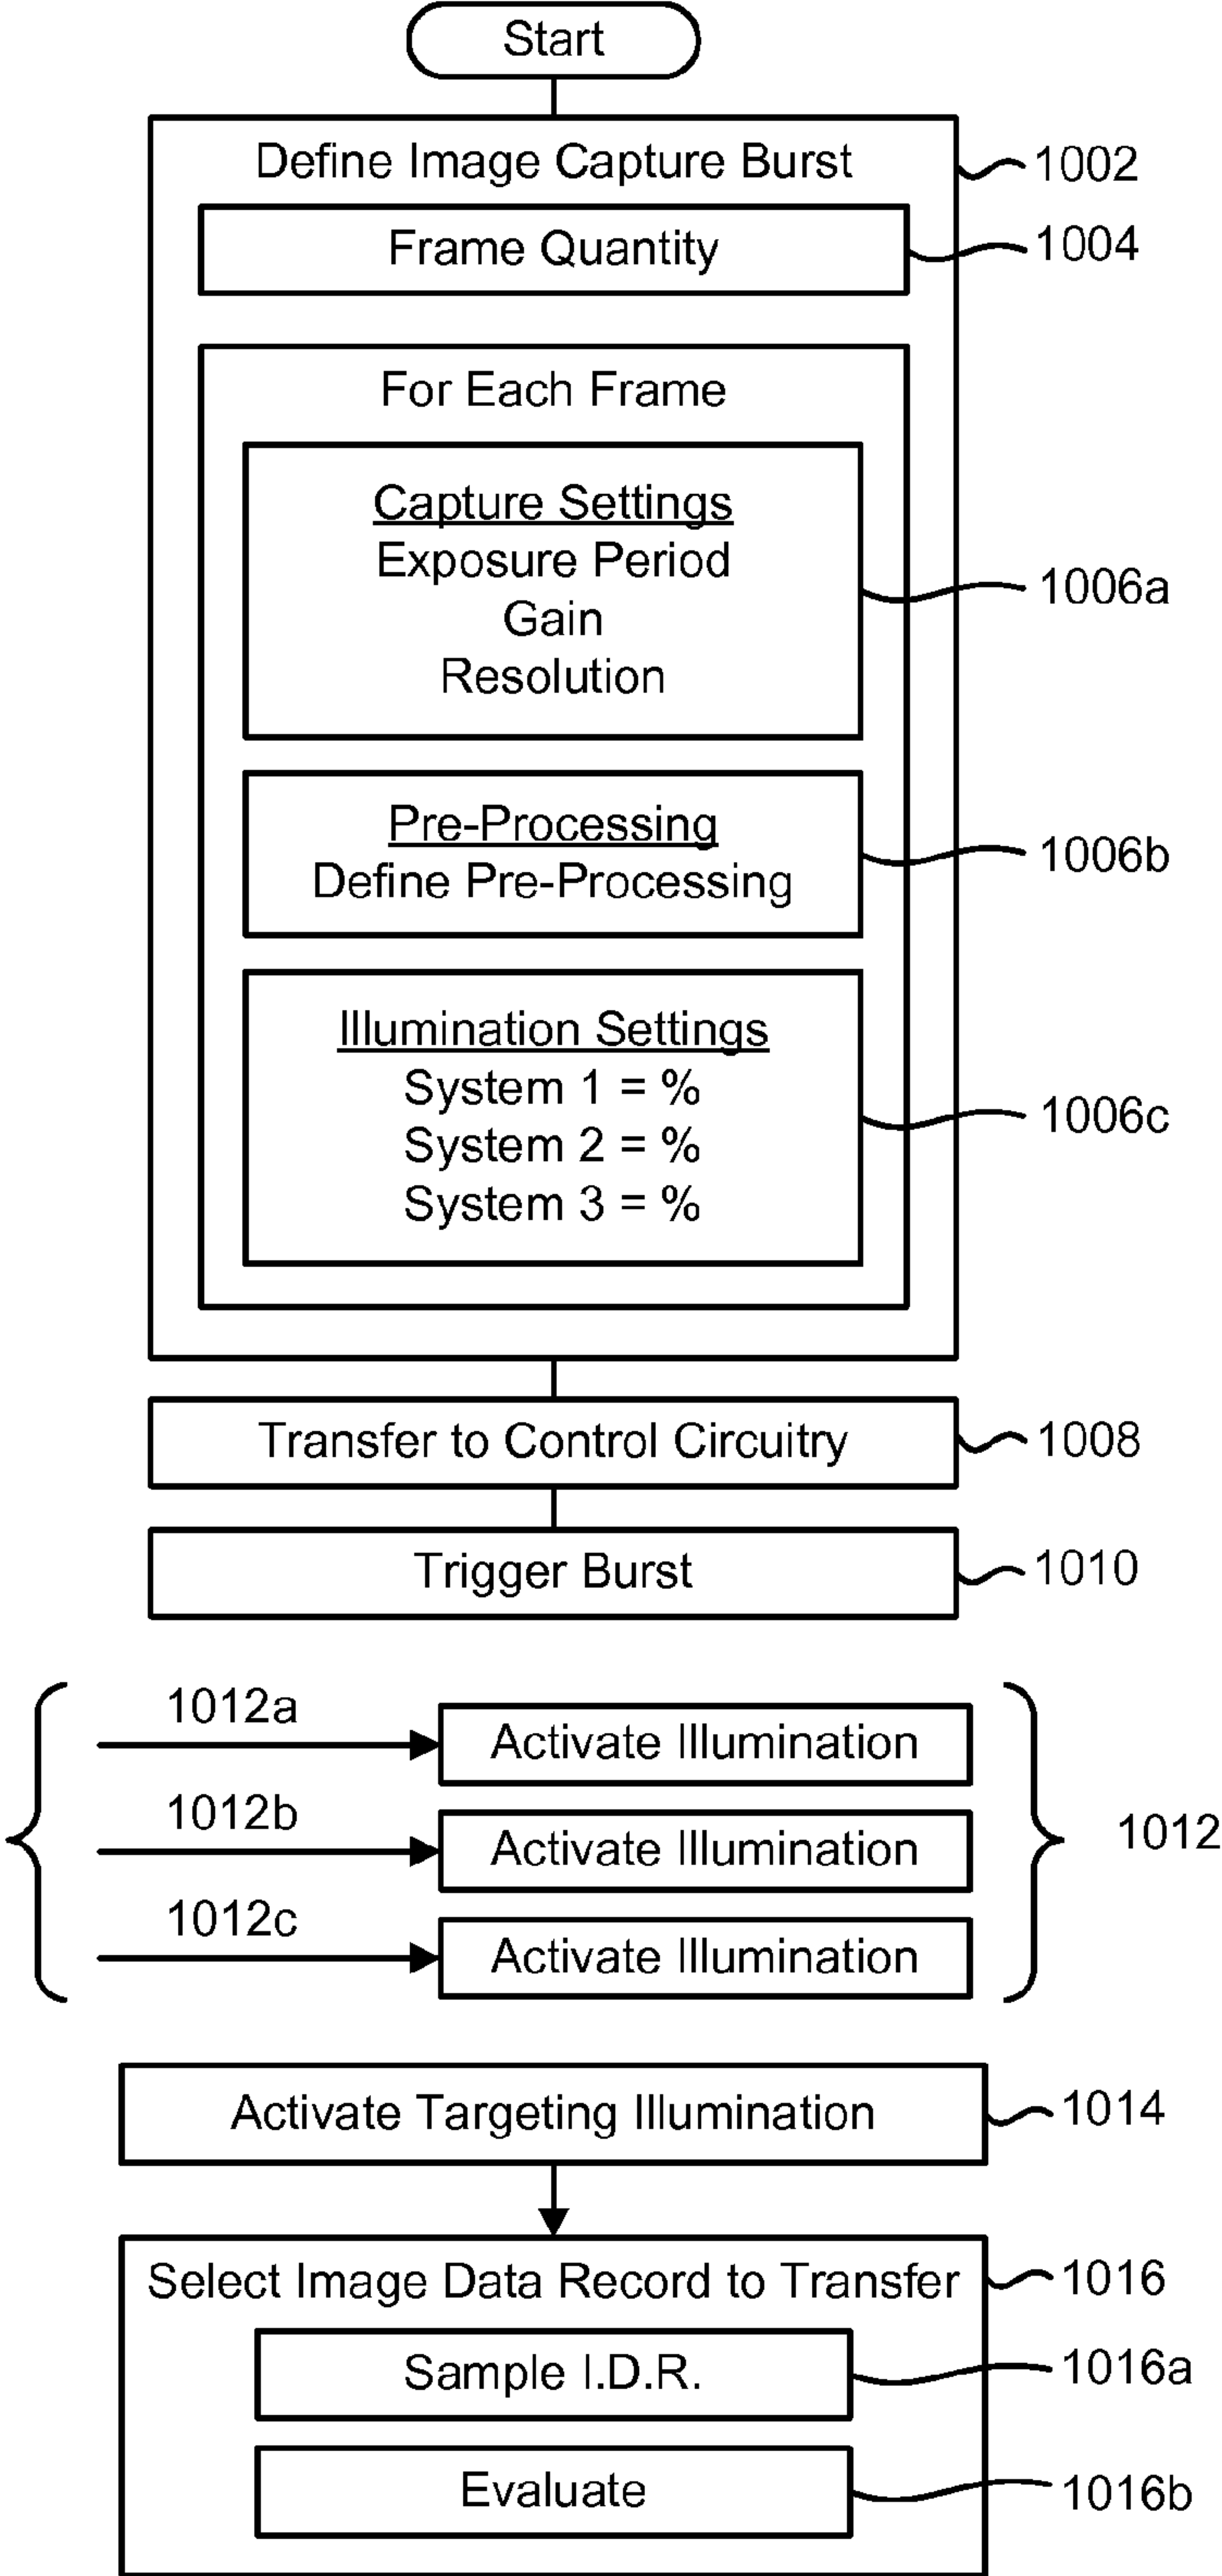 Start
Define Image Capture Burst
1002
Frame Quantity
1004
For Each Frame
Capture Settings
Exposure Period
Gain
Resolution
1006a
Pre-Processing
Define Pre-Processing
1006b
Illumination Settings
System 1 = %
System 2 = %
System 3 = %
1006c
Transfer to Control Circuitry
1008
Trigger Burst
1010
1012a
Activate Illumination
1012b
Activate Illumination
1012
1012c
Activate Illumination
Activate Targeting Illumination
1014
Select Image Data Record to Transfer
1016
Sample I.D.R.
1016a
Evaluate
1016b